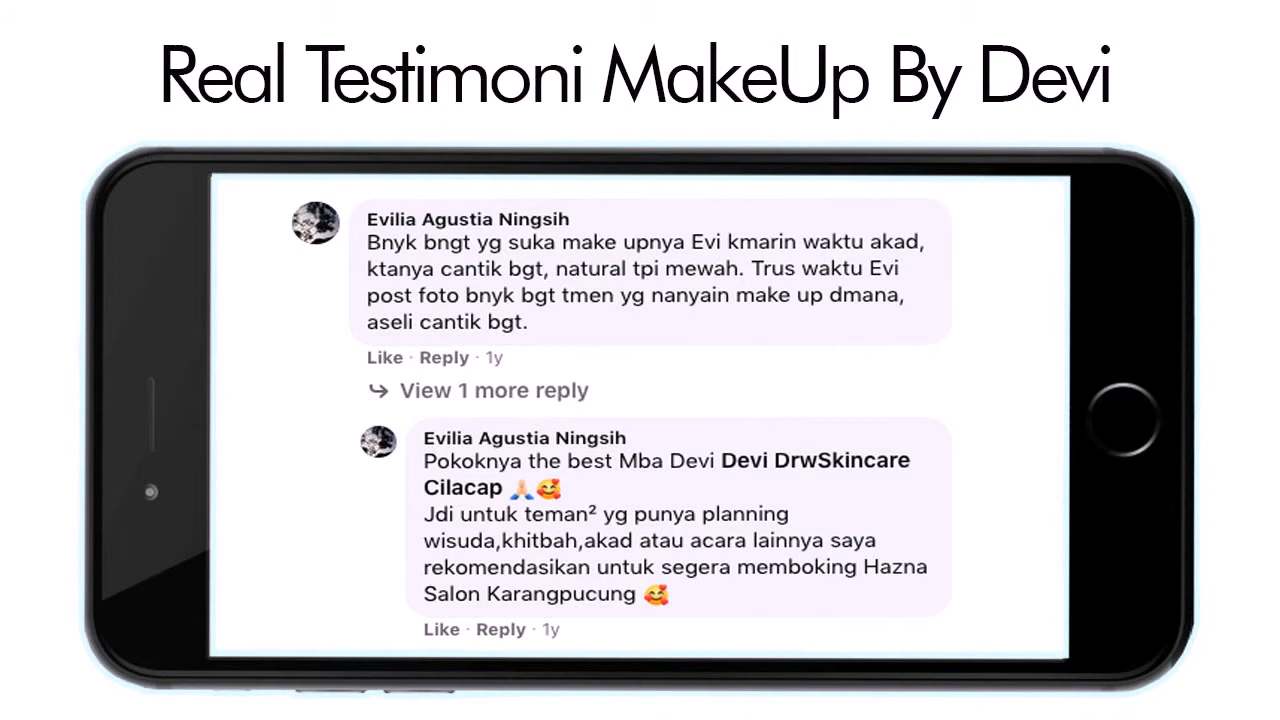 Real Testimoni MakeUp By Devi
Evilia Agustia Ningsih
Bnyk bngt yg suka make upnya Evi kmarin waktu akad,
ktanya cantik bgt, natural tpi mewah. Trus waktu Evi
post foto bnyk bgt tmen yg nanyain make up dmana,
aseli cantik bgt.
Like · Reply · 1y
View 1 more reply
Evilia Agustia Ningsih
Pokoknya the best Mba Devi Devi DrwSkincare
Cilacap 🙏🏻🥰
Jdi untuk teman² yg punya planning
wisuda,khitbah,akad atau acara lainnya saya
rekomendasikan untuk segera memboking Hazna
Salon Karangpucung 🥰
Like · Reply · 1y